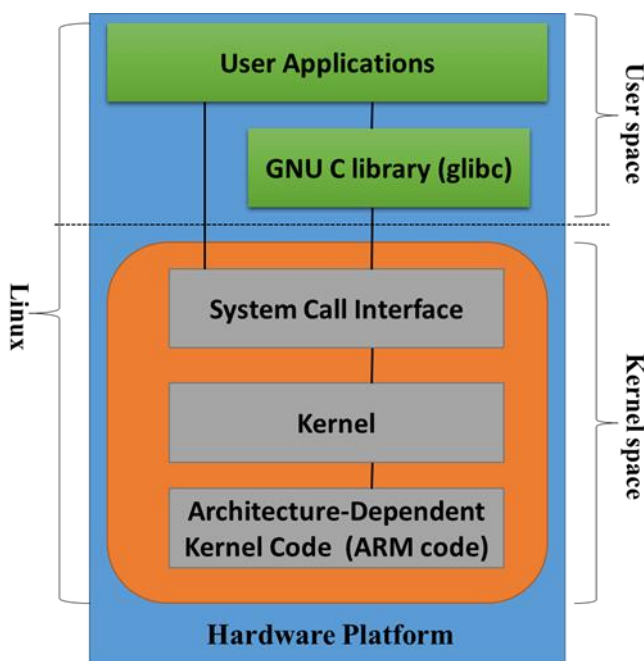 User Applications
GNU C library (glibc)
User space
Linux
System Call Interface
Kernel
Architecture-Dependent
Kernel Code (ARM code)
Kernel space
Hardware Platform